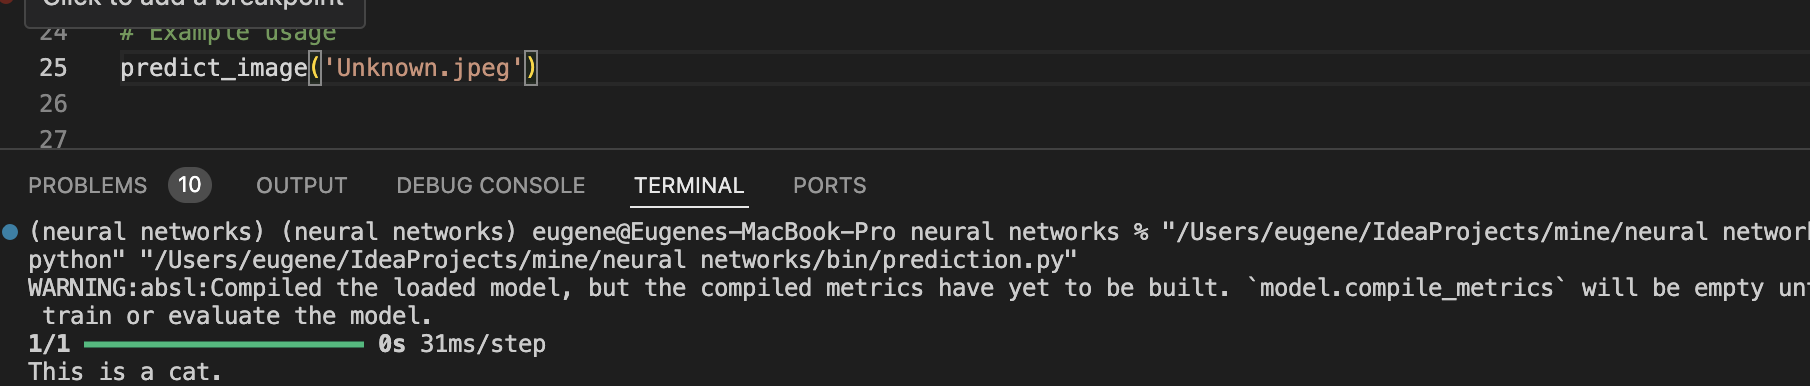 Click to add a breakpoint
24 # Example usage
25 predict_image('Unknown.jpeg')
26
27
PROBLEMS 10 OUTPUT DEBUG CONSOLE TERMINAL PORTS
(neural networks) (neural networks) eugene@Eugenes-MacBook-Pro neural networks % "/Users/eugene/IdeaProjects/mine/neural
python" "/Users/eugene/IdeaProjects/mine/neural networks/bin/prediction.py"
WARNING:absl:Compiled the loaded model, but the compiled metrics have yet to be built. `model.compile_metrics` will be empty
train or evaluate the model.
1/1 0s 31ms/step
This is a cat.